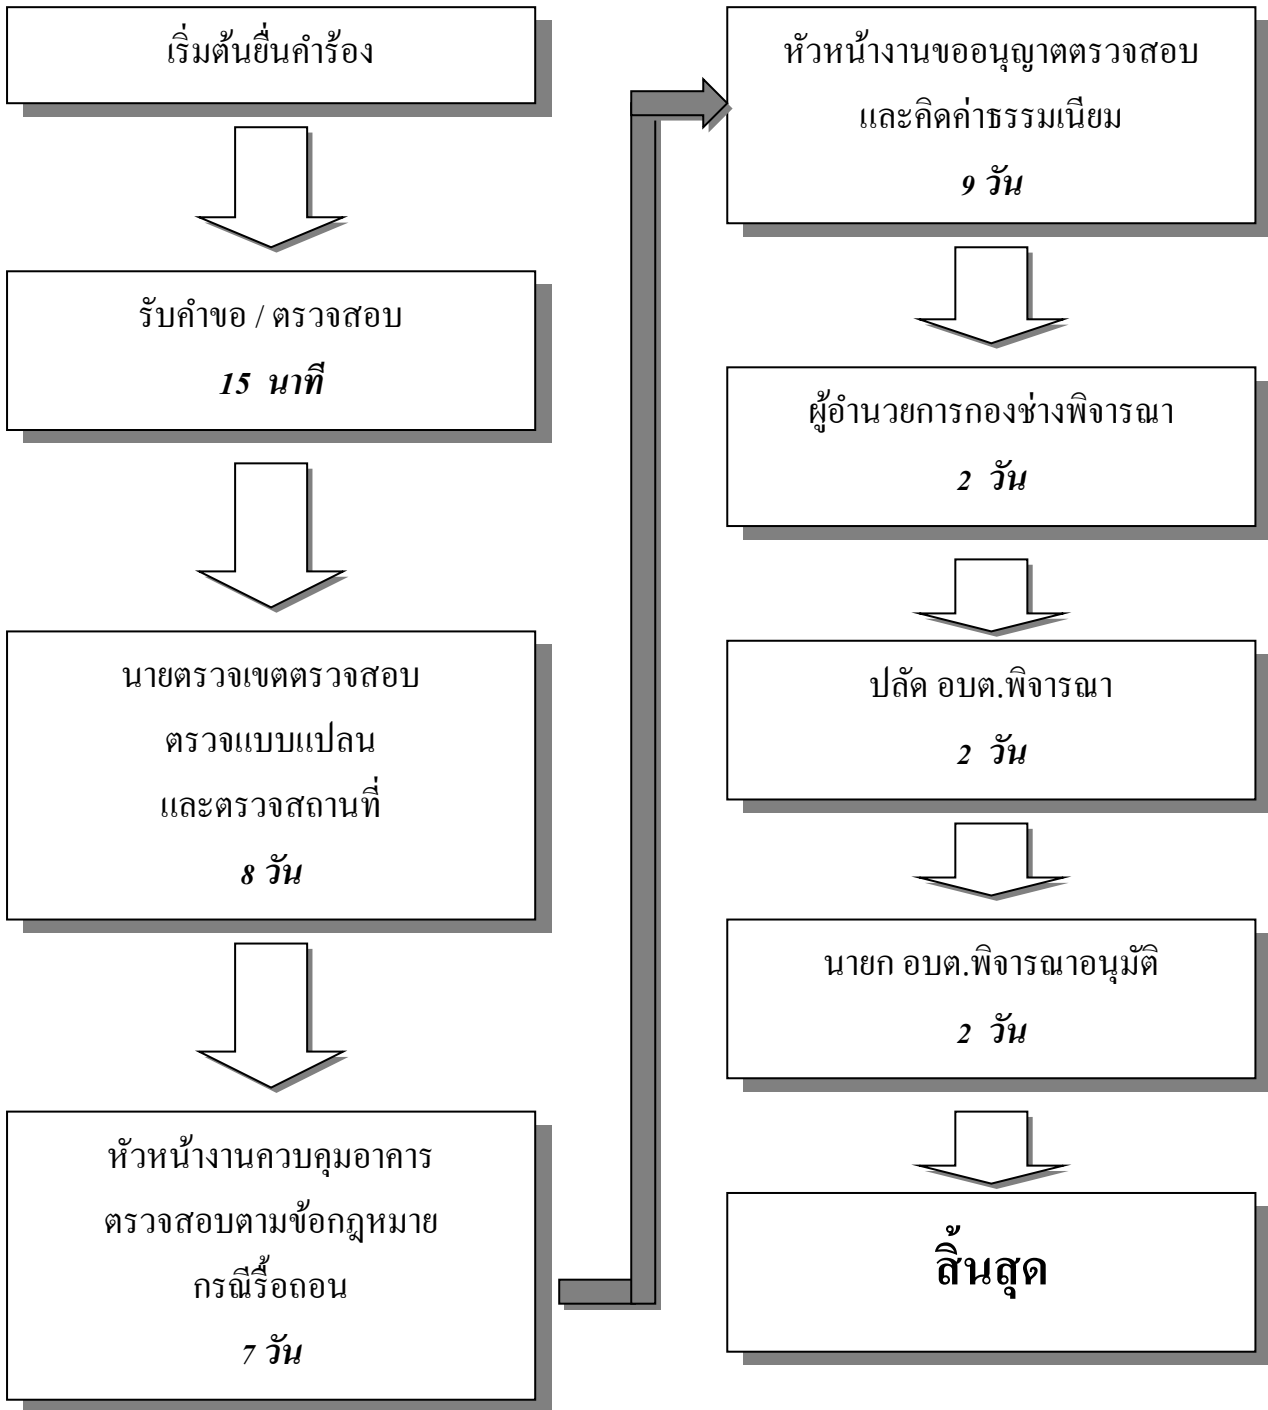 เริ่มต้นยื่นคำร้อง
รับคำขอ / ตรวจสอบ
15 นาที
นายตรวจเขตตรวจสอบ
ตรวจแบบแปลน
และตรวจสถานที่
8 วัน
หัวหน้างานควบคุมอาคาร
ตรวจสอบตามข้อกฎหมาย
กรณีรื้อถอน
7 วัน
หัวหน้างานขออนุญาตตรวจสอบ
และคิดค่าธรรมเนียม
9 วัน
ผู้อำนวยการกองช่างพิจารณา
2 วัน
ปลัด อบต.พิจารณา
2 วัน
นายก อบต.พิจารณาอนุมัติ
2 วัน
สิ้นสุด